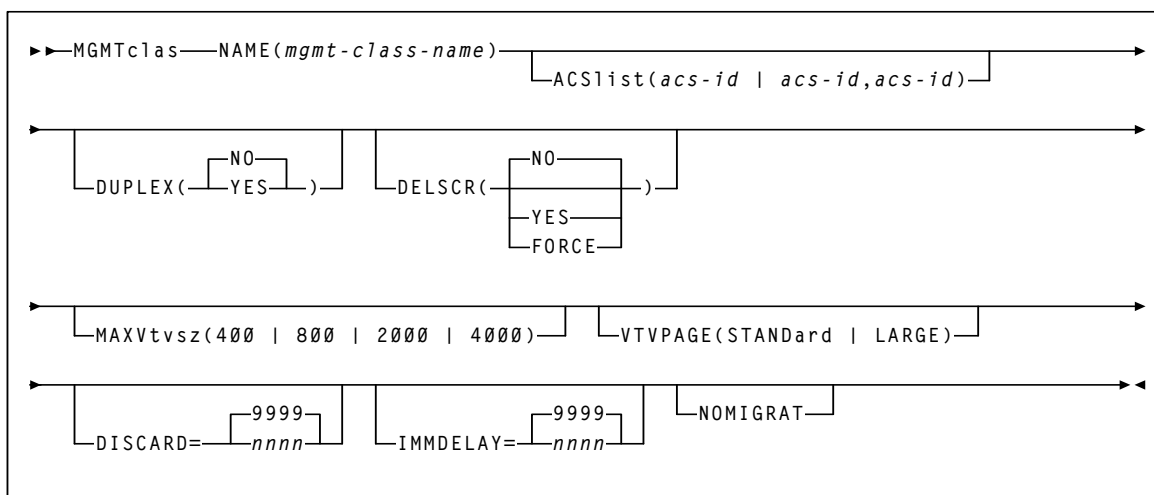 MGMTclas NAME(mgmt-class-name)
ACSlist(acs-id | acs-id,acs-id)
NO
DUPLEX( YES )
NO
DELSCR( )
YES
FORCE
MAXVtvsz(400 | 800 | 2000 | 4000)
VTVPAGE(STANDard | LARGE)
9999
DISCARD= nnnn
9999
IMMDELAY= nnnn
NOMIGRAT